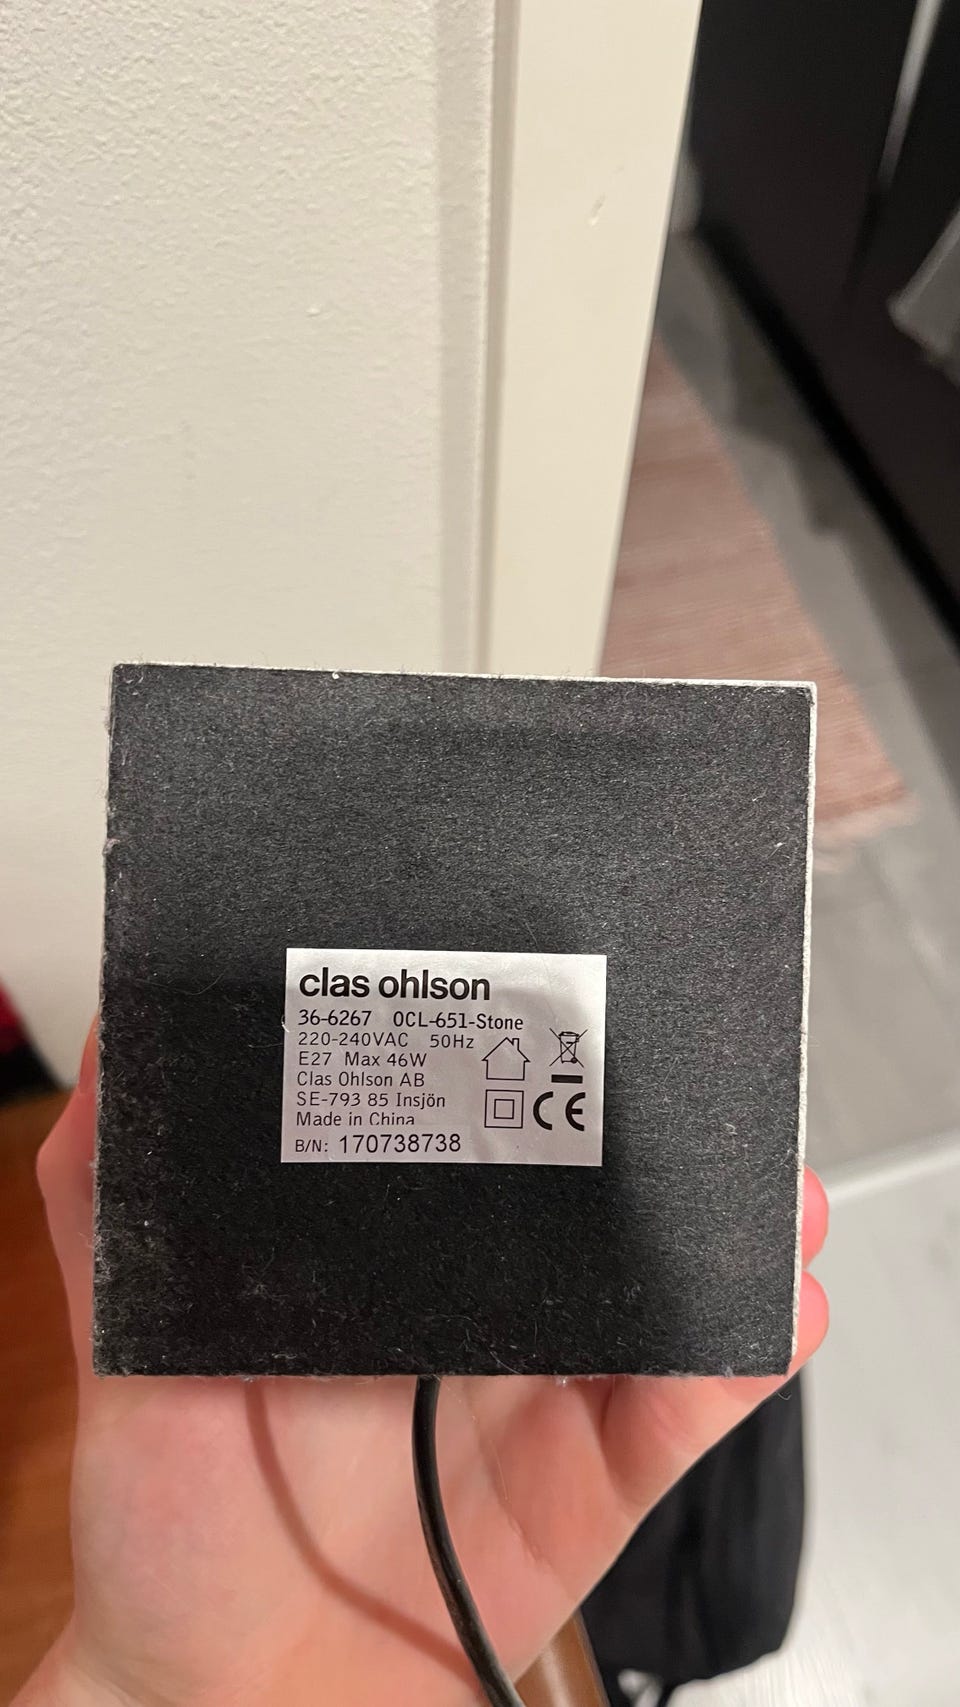 clas ohlson
36-6267 OCL-651-Stone
220-240VAC 50Hz
E27 Max 46W
Clas Ohlson AB
SE-793 85 Insjön
Made in China
CE
B/N: 170738738